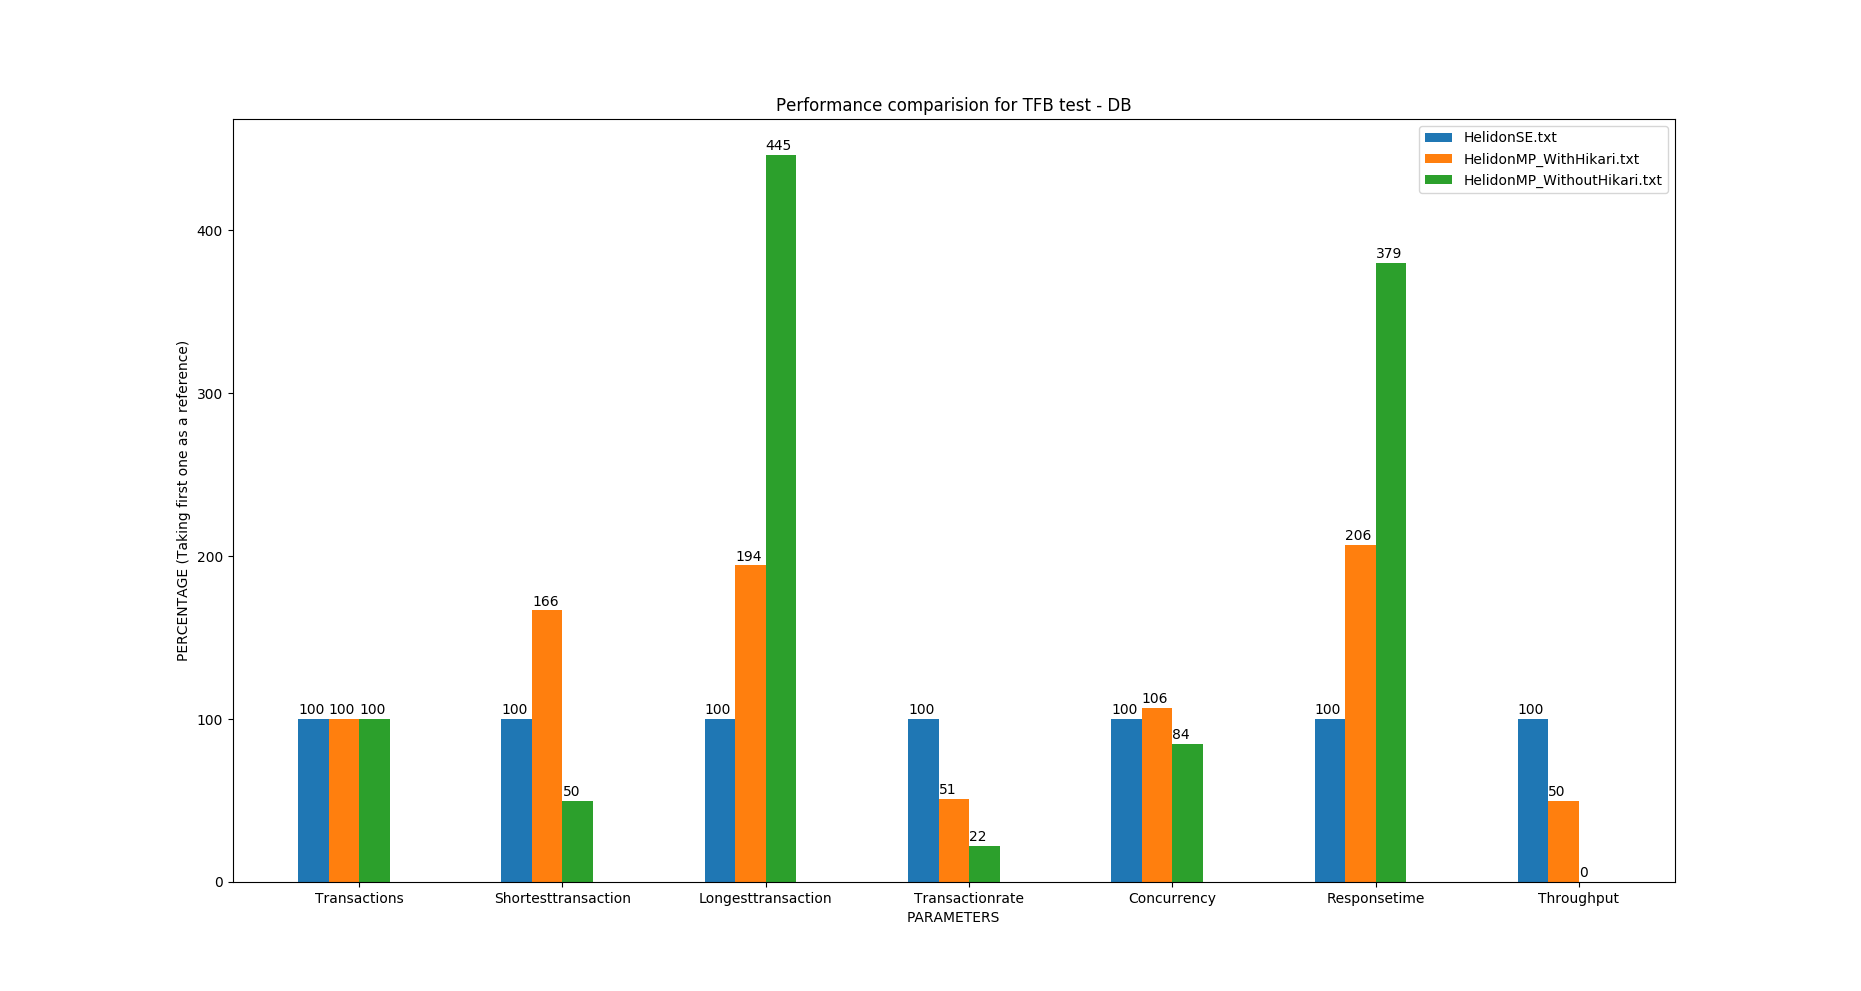 Performance comparision for TFB test - DB
HelidonSE.txt
HelidonMP_WithHikari.txt
HelidonMP_WithoutHikari.txt
PERCENTAGE (Taking first one as a reference)
400
300
200
100
0
100 100 100
100 166 50
100 194 445
100 51 22
100 106 84
100 206 379
100 50 0
Transactions Shortesttransaction Longesttransaction Transactionrate Concurrency Responsetime Throughput
PARAMETERS